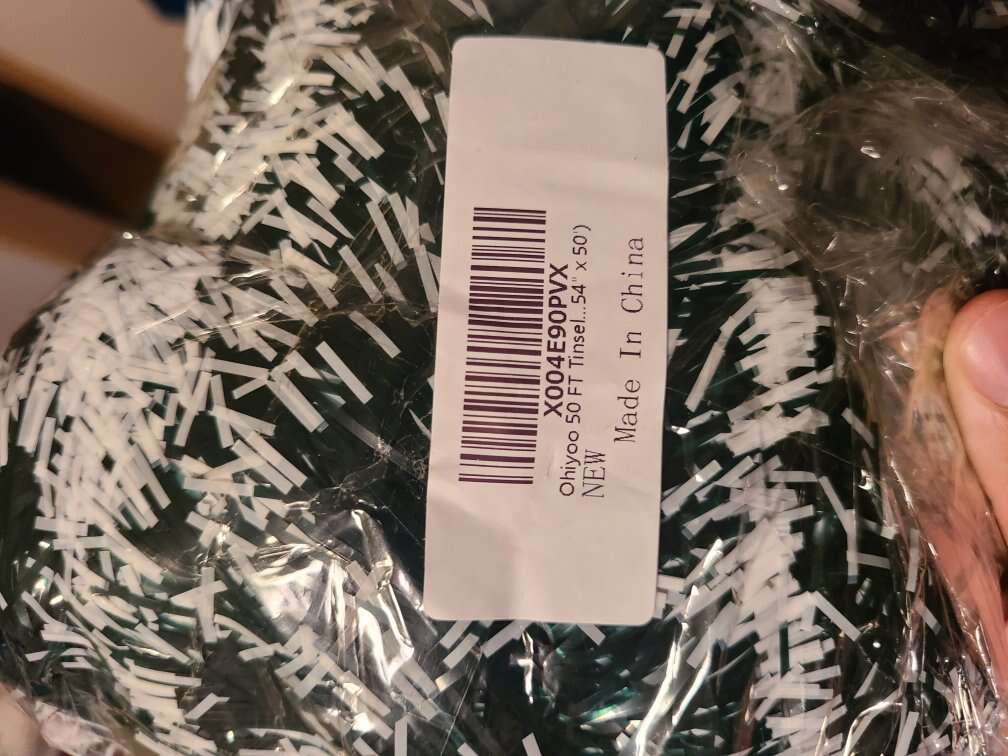 X004E90PVX
Ohiyoo 50 FT Tinsel...54" x 50')
NEW
Made In China